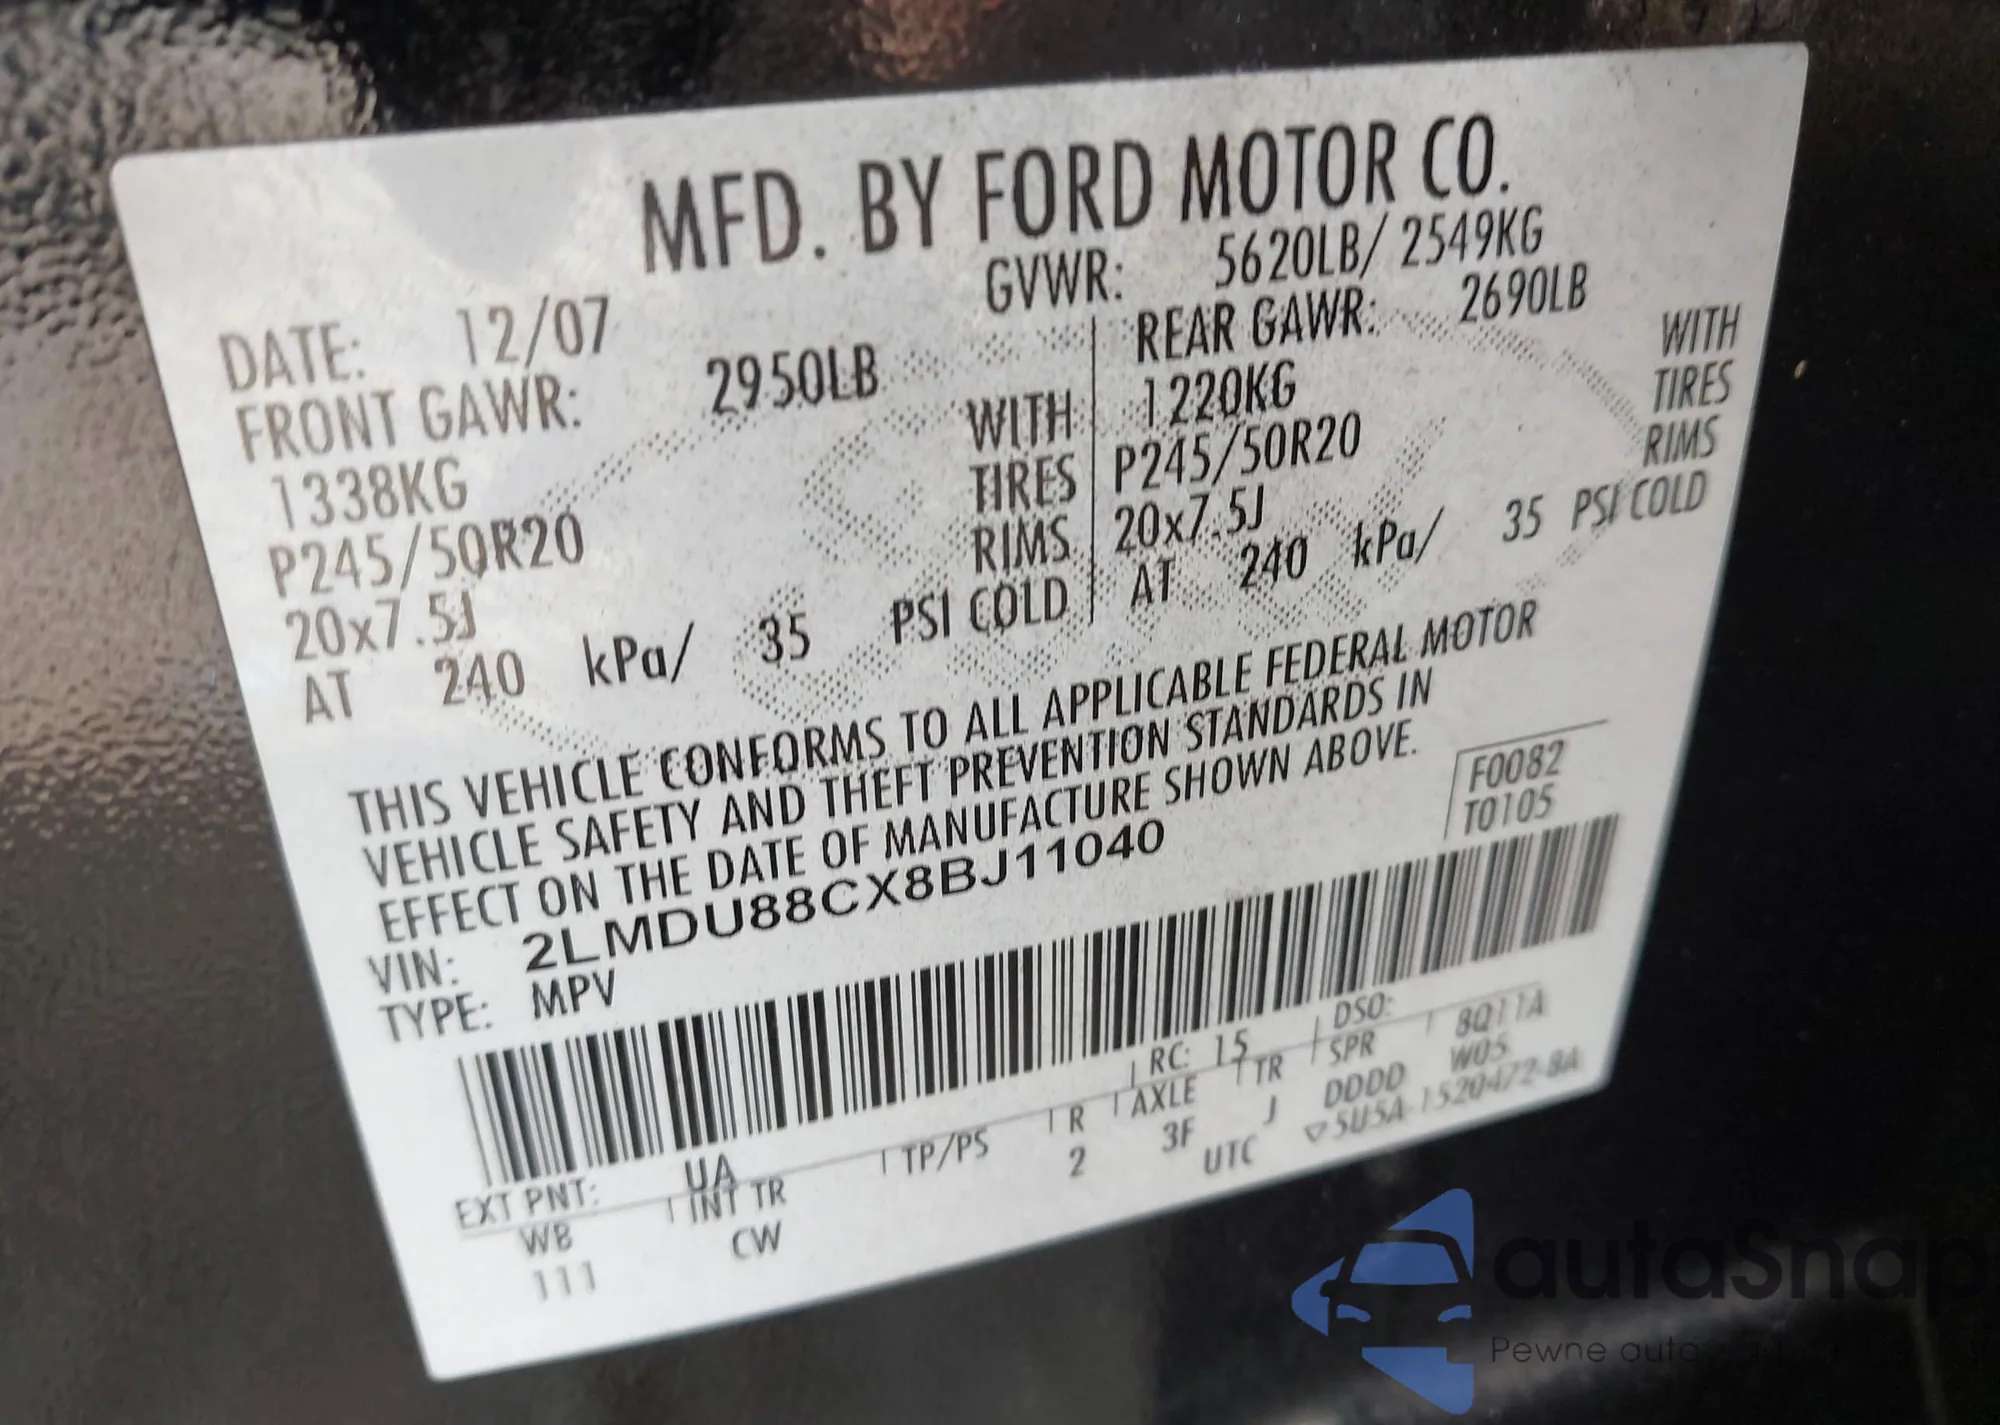 MFD. BY FORD MOTOR CO.
DATE: 12/07 GVWR: 5620LB/ 2549KG
FRONT GAWR: 2950LB REAR GAWR: 2690LB
1338KG WITH 1220KG WITH
P245/50R20 TIRES P245/50R20 TIRES
20x7.5J RIMS 20x7.5J RIMS
AT 240 kPa/ 35 PSI COLD AT 240 kPa/ 35 PSI COLD
THIS VEHICLE CONFORMS TO ALL APPLICABLE FEDERAL MOTOR
VEHICLE SAFETY AND THEFT PREVENTION STANDARDS IN
EFFECT ON THE DATE OF MANUFACTURE SHOWN ABOVE.
F0082
T0105
VIN: 2LMDU88CX8BJ11040
TYPE: MPV
EXT PNT: UA RC: 15 DSO: 8Q11A
WB INT TR TP/PS R AXLE TR SPR W05
111 CW 2 3F J DDDD
UTC ▽5U5A-1520472-8A
autaSnap
Pewne auto